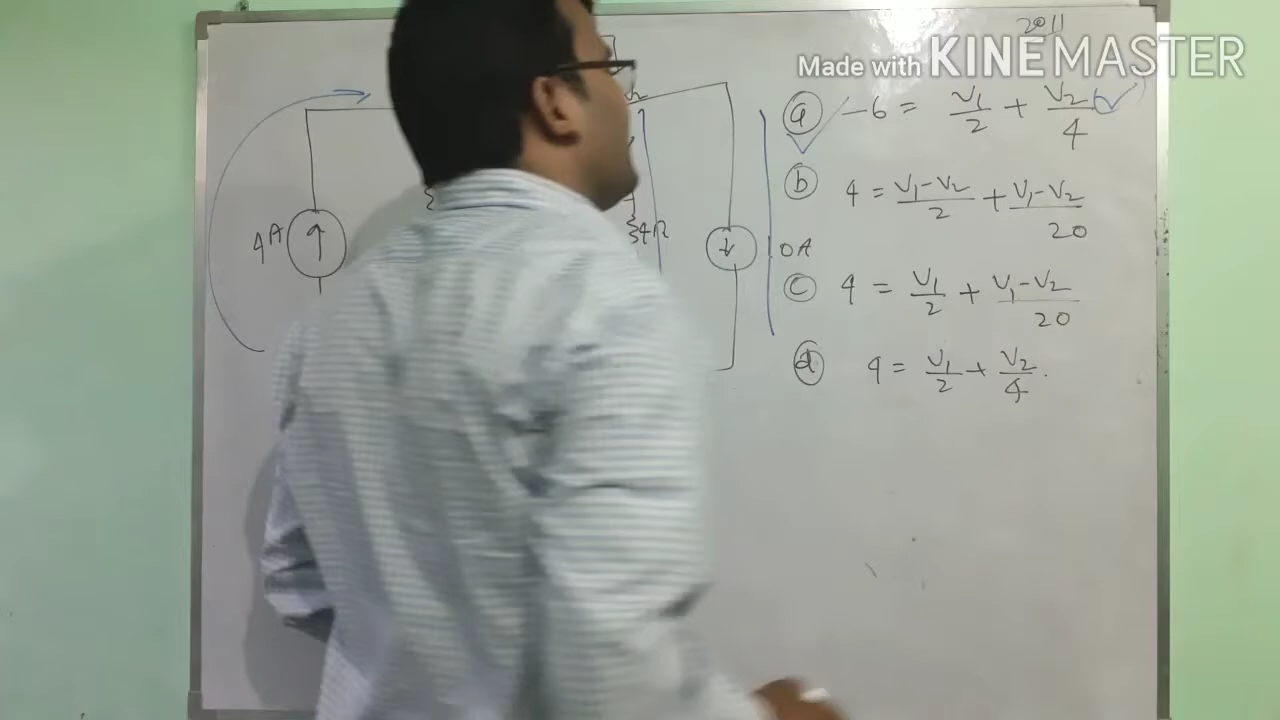 2011
Made with KINEMASTER
(a) -6 = V1/2 + V2/4
(b) 4 = V1-V2/2 + V1-V2/20
(c) 4 = V1/2 + V1-V2/20
(d) 4 = V1/2 + V2/4
4A
4Ω
10A